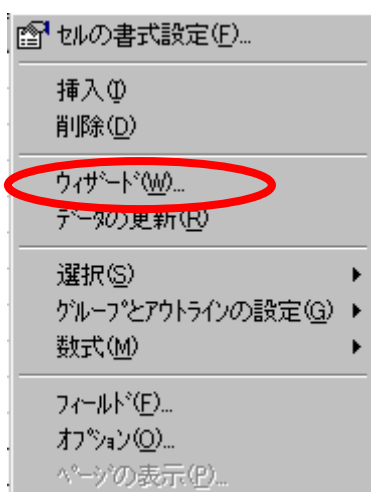 セルの書式設定(F)...
挿入(I)
削除(D)
ウィザード(W)...
データの更新(R)
選択(S)
グループとアウトラインの設定(G)
数式(M)
フィールド(F)...
オプション(O)...
ページの表示(P)...